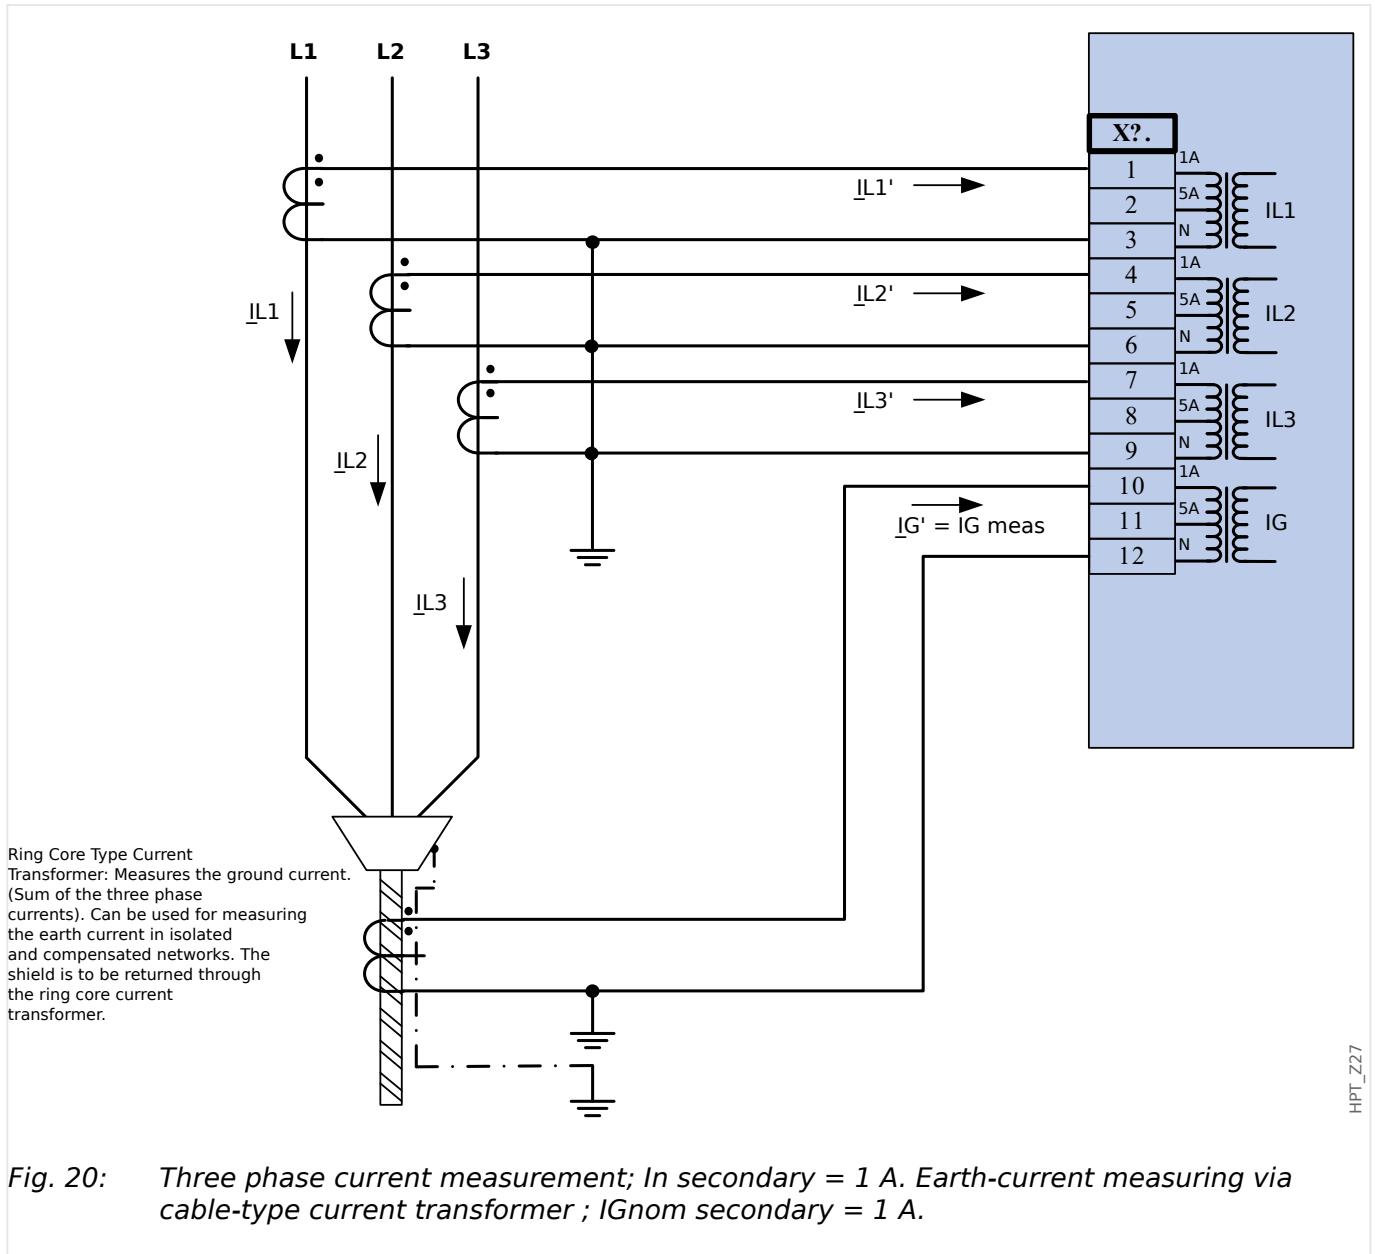 L1 L2 L3
X?.
1 1A
2 5A IL1
3 N
IL1'
4 1A
5 5A IL2
6 N
IL2'
IL1
7 1A
8 5A IL3
9 N
IL3'
IL2
10 1A
11 5A IG
12 N
IG' = IG meas
IL3
Ring Core Type Current
Transformer: Measures the ground current.
(Sum of the three phase
currents). Can be used for measuring
the earth current in isolated
and compensated networks. The
shield is to be returned through
the ring core current
transformer.
HPT_Z27
Fig. 20: Three phase current measurement; In secondary = 1 A. Earth-current measuring via
cable-type current transformer ; IGnom secondary = 1 A.